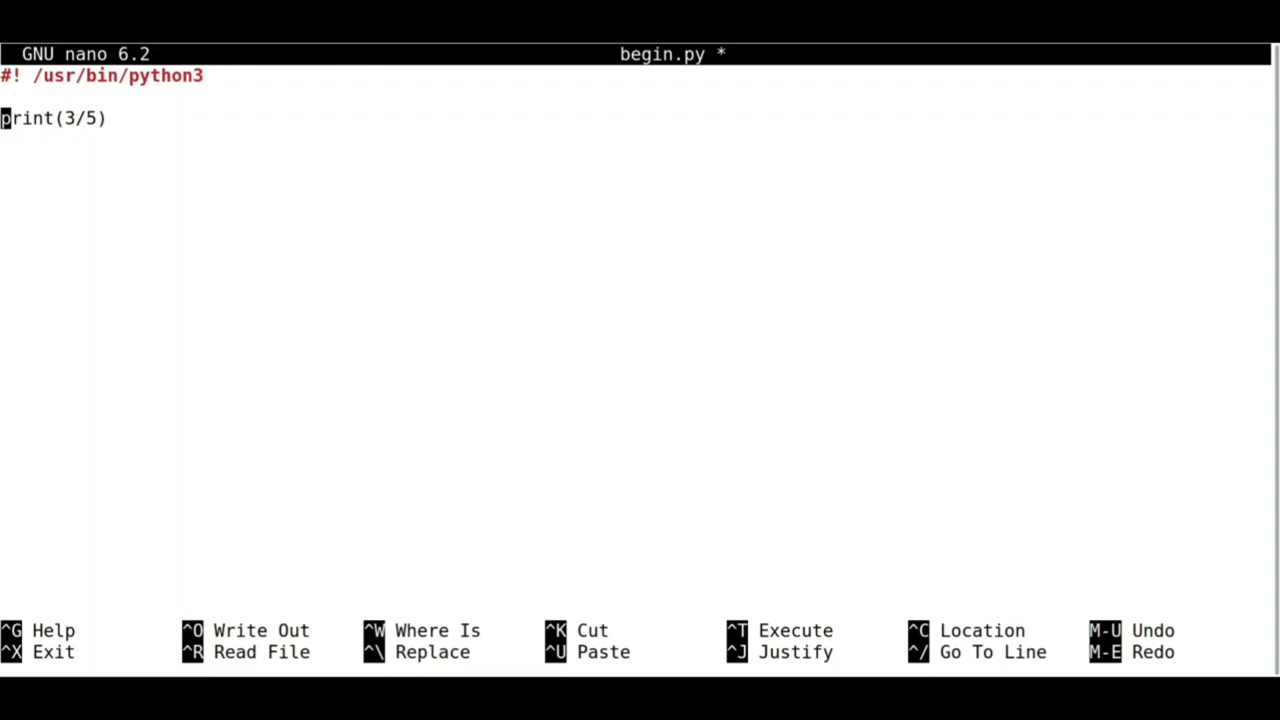 GNU nano 6.2 begin.py *
#! /usr/bin/python3
print(3/5)
^G Help ^O Write Out ^W Where Is ^K Cut ^T Execute ^C Location M-U Undo
^X Exit ^R Read File ^\ Replace ^U Paste ^J Justify ^/ Go To Line M-E Redo